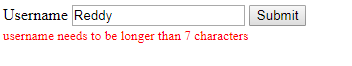 Username Reddy Submit
username needs to be longer than 7 characters